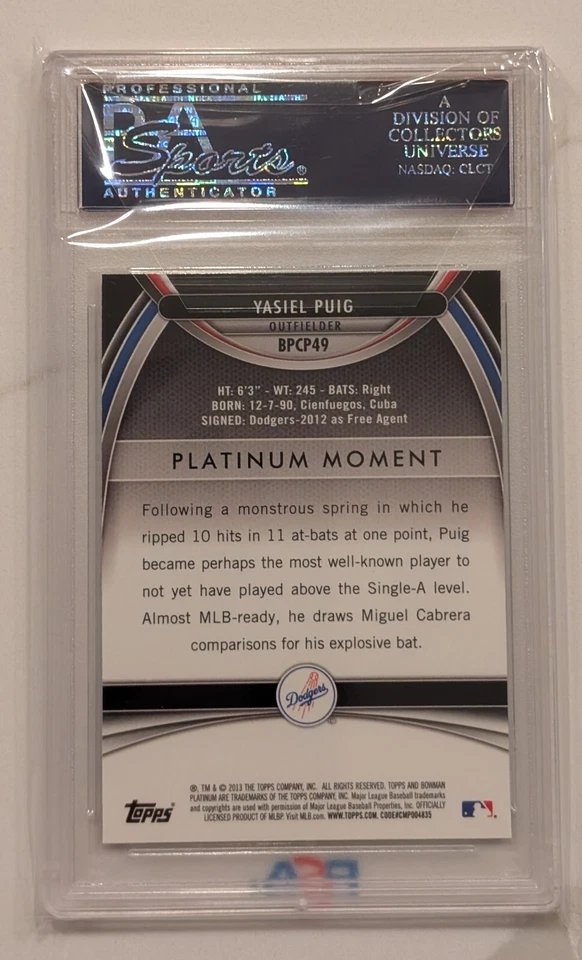 PROFESSIONAL
PSA
Sports®
AUTHENTICATOR
A
DIVISION OF
COLLECTORS
UNIVERSE
NASDAQ: CLCT
YASIEL PUIG
OUTFIELDER
BPCP49
HT: 6'3" - WT: 245 - BATS: Right
BORN: 12-7-90, Cienfuegos, Cuba
SIGNED: Dodgers-2012 as Free Agent
PLATINUM MOMENT
Following a monstrous spring in which he
ripped 10 hits in 11 at-bats at one point, Puig
became perhaps the most well-known player to
not yet have played above the Single-A level.
Almost MLB-ready, he draws Miguel Cabrera
comparisons for his explosive bat.
Dodgers
®, TM & © 2013 THE TOPPS COMPANY, INC. ALL RIGHTS RESERVED. TOPPS AND BOWMAN
PLATINUM ARE TRADEMARKS OF THE TOPPS COMPANY, INC. Major League Baseball trademarks
and copyrights are used with permission of Major League Baseball Properties, Inc. OFFICIALLY
LICENSED PRODUCT OF MLBP. Visit MLB.com. WWW.TOPPS.COM. CODE#CMP004835
Topps®
PSA